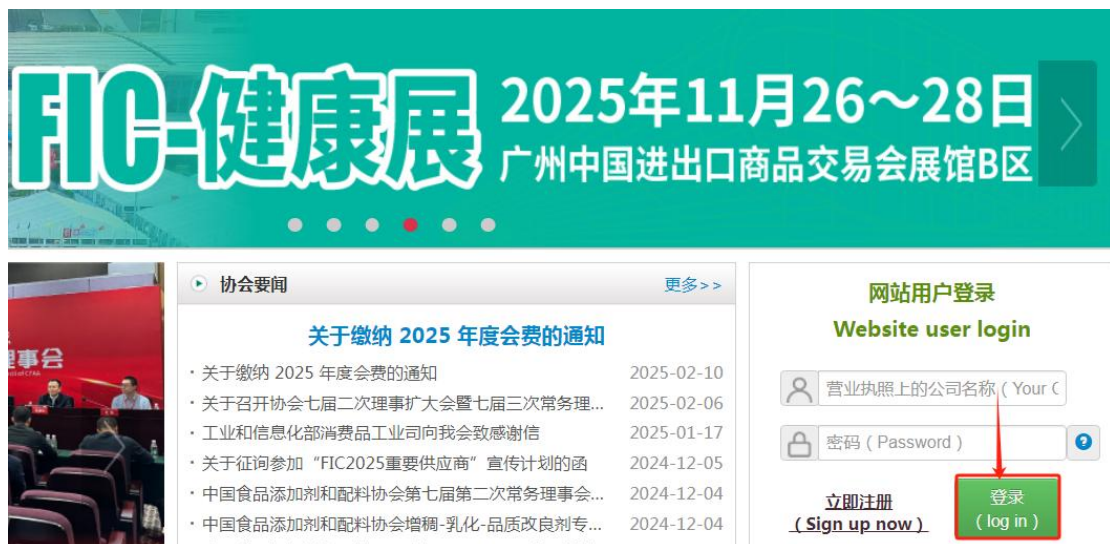 FIC-健康展
2025年11月26～28日
广州中国进出口商品交易会展馆B区
理事会
协会要闻 更多>>
关于缴纳 2025 年度会费的通知
· 关于缴纳 2025 年度会费的通知 2025-02-10
· 关于召开协会七届二次理事扩大会暨七届三次常务理... 2025-02-06
· 工业和信息化部消费品工业司向我会致感谢信 2025-01-17
· 关于征询参加“FIC2025重要供应商”宣传计划的函 2024-12-05
· 中国食品添加剂和配料协会第七届第二次常务理事会... 2024-12-04
· 中国食品添加剂和配料协会增稠-乳化-品质改良剂专... 2024-12-04
网站用户登录
Website user login
营业执照上的公司名称（Your C
密码（Password）
?
立即注册
（Sign up now）
登录
（log in）